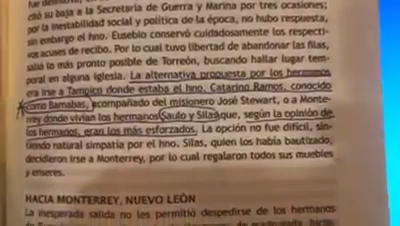 citó su baja a la Secretaría de Guerra y Marina por tres ocasiones;
por la inestabilidad social y política de la época, no hubo respuesta,
sin embargo el hno. Eusebio conservó cuidadosamente los respecti-
vos acuses de recibo. Por lo cual tuvo libertad de abandonar las filas,
salió lo más pronto posible de Torreón, buscando hallar lugar tem-
poral en alguna iglesia. La alternativa propuesta por los hermanos
era irse a Tampico donde estaba el hno. Catarino Ramos, conocido
como Barnabas, acompañado del misionero José Stewart, o a Monte-
rrey donde vivían los hermanos Saulo y Silas que, según la opinión de
los hermanos, eran los más esforzados. La opción no fue difícil, sin-
tiendo natural simpatía por el hno. Silas, quien los había bautizado,
decidieron irse a Monterrey, por lo cual regalaron todos sus muebles
y enseres.
HACIA MONTERREY, NUEVO LEÓN
La inesperada salida no les permitió despedirse de los hermanos